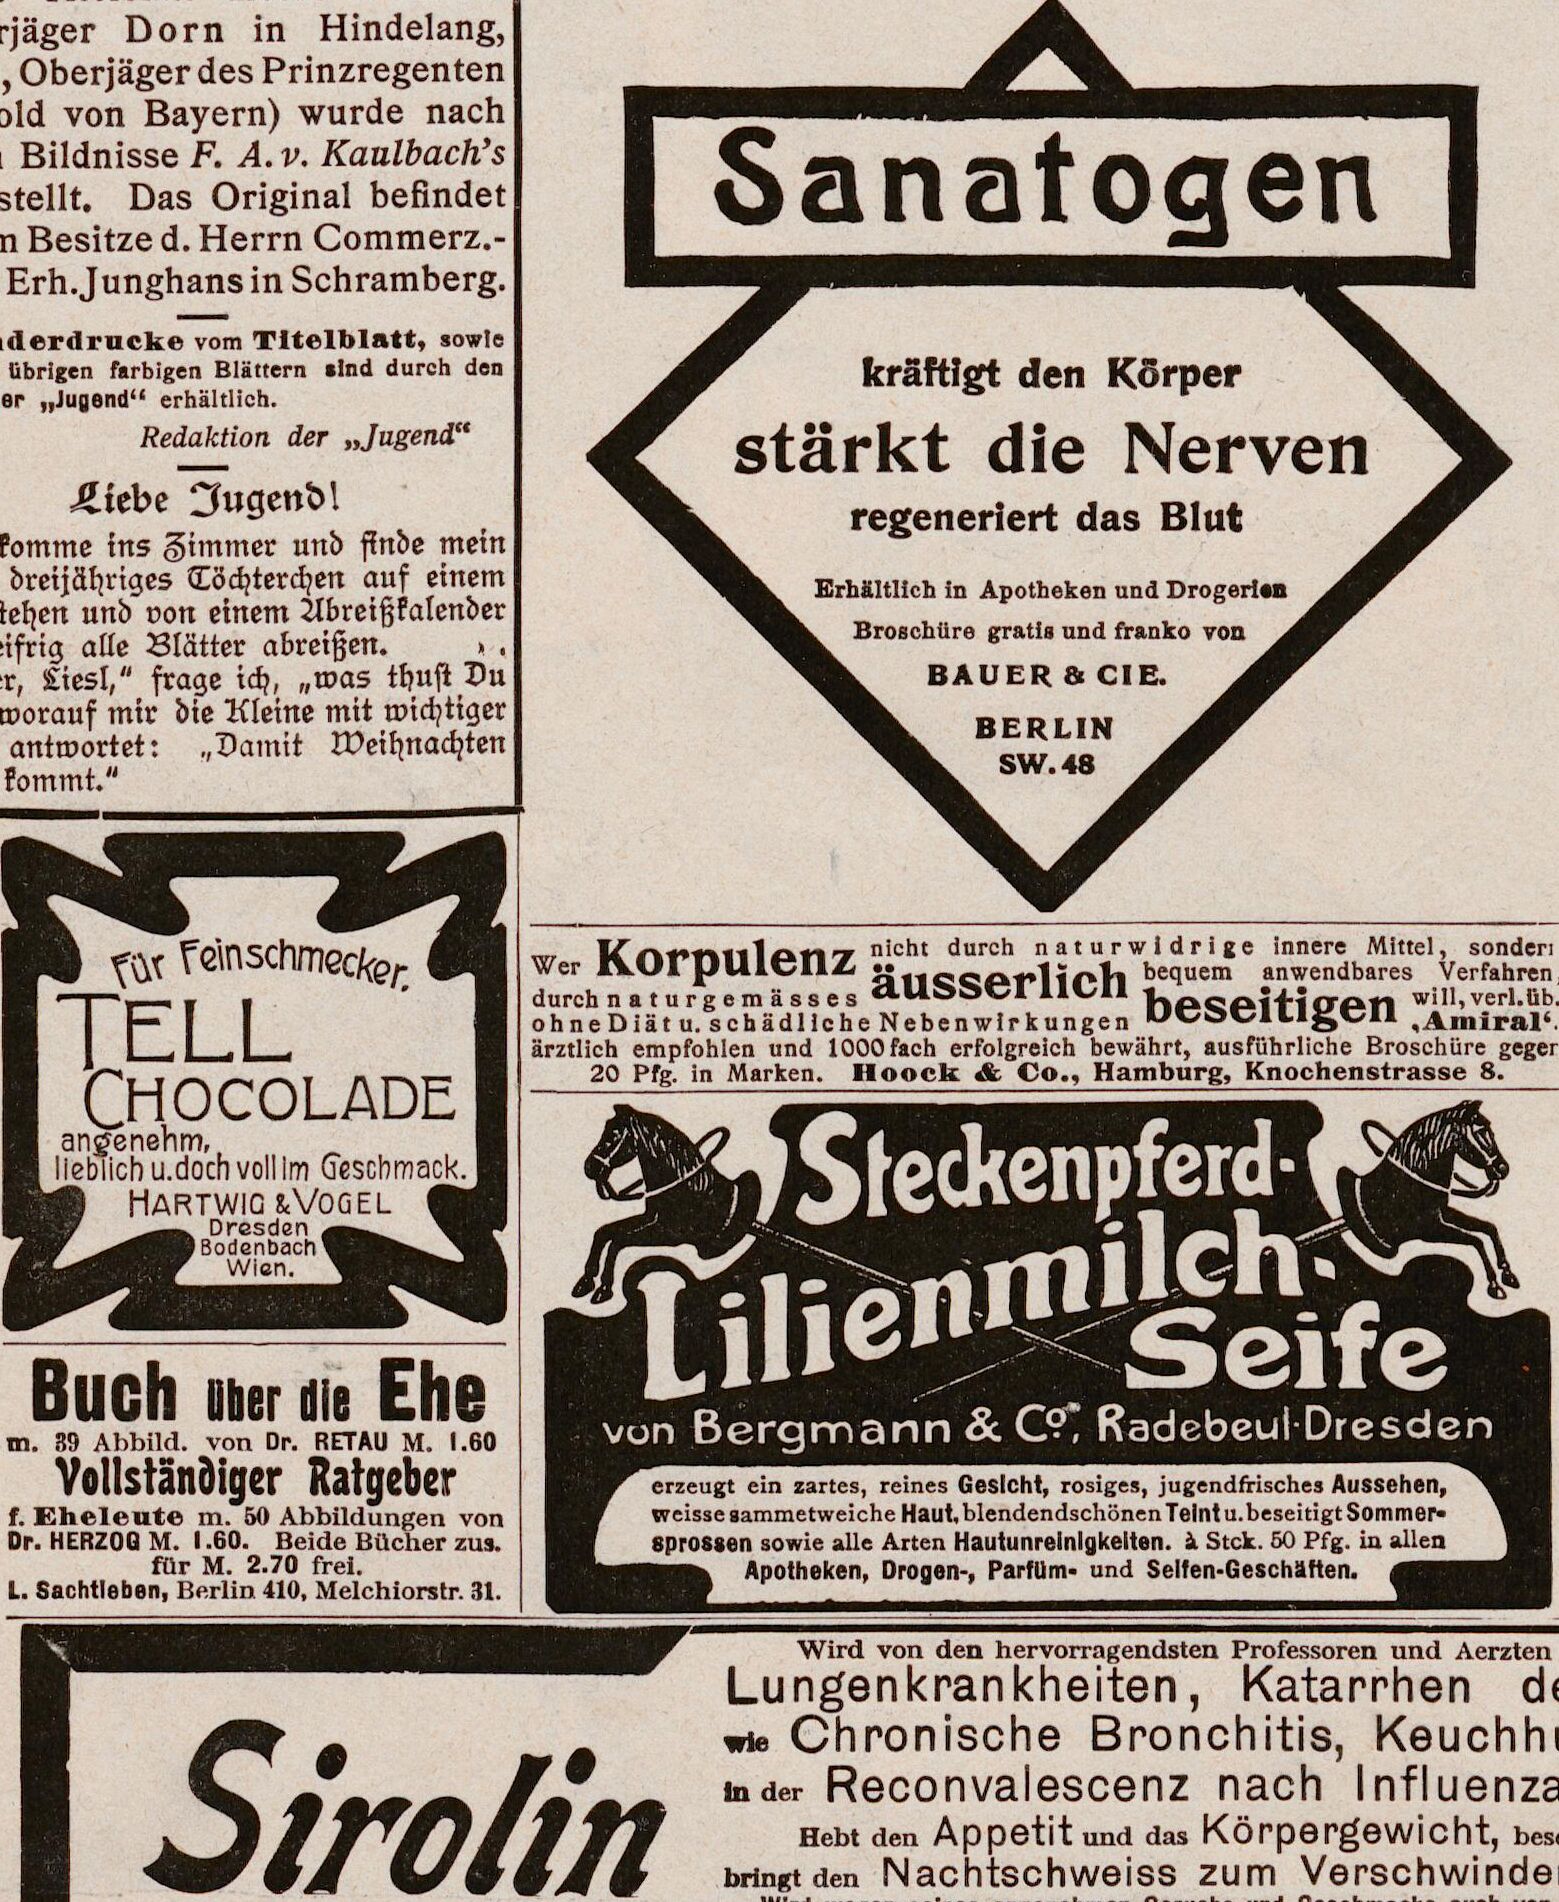 Dorn in Hindelang,
, Oberjäger des Prinzregenten
von Bayern) wurde nach
Bildnisse F. A. v. Kaulbach's
stellt. Das Original befindet
Besitze d. Herrn Commerz.-
Erh. Junghans in Schramberg.
vom Titelblatt, sowie
übrigen farbigen Blättern sind durch den
„Jugend“ erhältlich.
Redaktion der „Jugend“
Liebe Jugend!
komme ins Zimmer und finde mein
dreijähriges Töchterchen auf einem
und von einem Abreißkalender
eifrig alle Blätter abreißen.
Liesl,“ frage ich, „was thust Du
worauf mir die Kleine mit wichtiger
antwortet: „Damit Weihnachten
kommt.“
Für Feinschmecker.
TELL
CHOCOLADE
angenehm,
lieblich u. doch voll im Geschmack.
HARTWIG & VOGEL
Dresden
Bodenbach
Wien.
Buch über die Ehe
m. 39 Abbild. von Dr. RETAU M. 1.60
Vollständiger Ratgeber
f. Eheleute m. 50 Abbildungen von
Dr. HERZOG M. 1.60. Beide Bücher zus.
für M. 2.70 frei.
L. Sachtleben, Berlin 410, Melchiorstr. 31.
Sanatogen
kräftigt den Körper
stärkt die Nerven
regeneriert das Blut
Erhältlich in Apotheken und Drogerien
Broschüre gratis und franko von
BAUER & CIE.
BERLIN
SW. 48
Wer Korpulenz nicht durch naturwidrige innere Mittel, sondern
durch naturgemässes äusserlich bequem anwendbares Verfahren,
ohne Diät u. schädliche Nebenwirkungen beseitigen will, verl. üb. ‚Amiral‘.
ärztlich empfohlen und 1000fach erfolgreich bewährt, ausführliche Broschüre gegen
20 Pfg. in Marken. Hoock & Co., Hamburg, Knochenstrasse 8.
Steckenpferd-
Lilienmilch-
Seife
von Bergmann & Co., Radebeul-Dresden
erzeugt ein zartes, reines Gesicht, rosiges, jugendfrisches Aussehen,
weisse sammetweiche Haut, blendendschönen Teint u. beseitigt Sommer-
sprossen sowie alle Arten Hautunreinigkeiten. à Stck. 50 Pfg. in allen
Apotheken, Drogen-, Parfüm- und Seifen-Geschäften.
Sirolin
Wird von den hervorragendsten Professoren und Aerzten
Lungenkrankheiten, Katarrhen
wie Chronische Bronchitis,
in der Reconvalescenz nach Influenza
Hebt den Appetit und das Körpergewicht,
bringt den Nachtschweiss zum